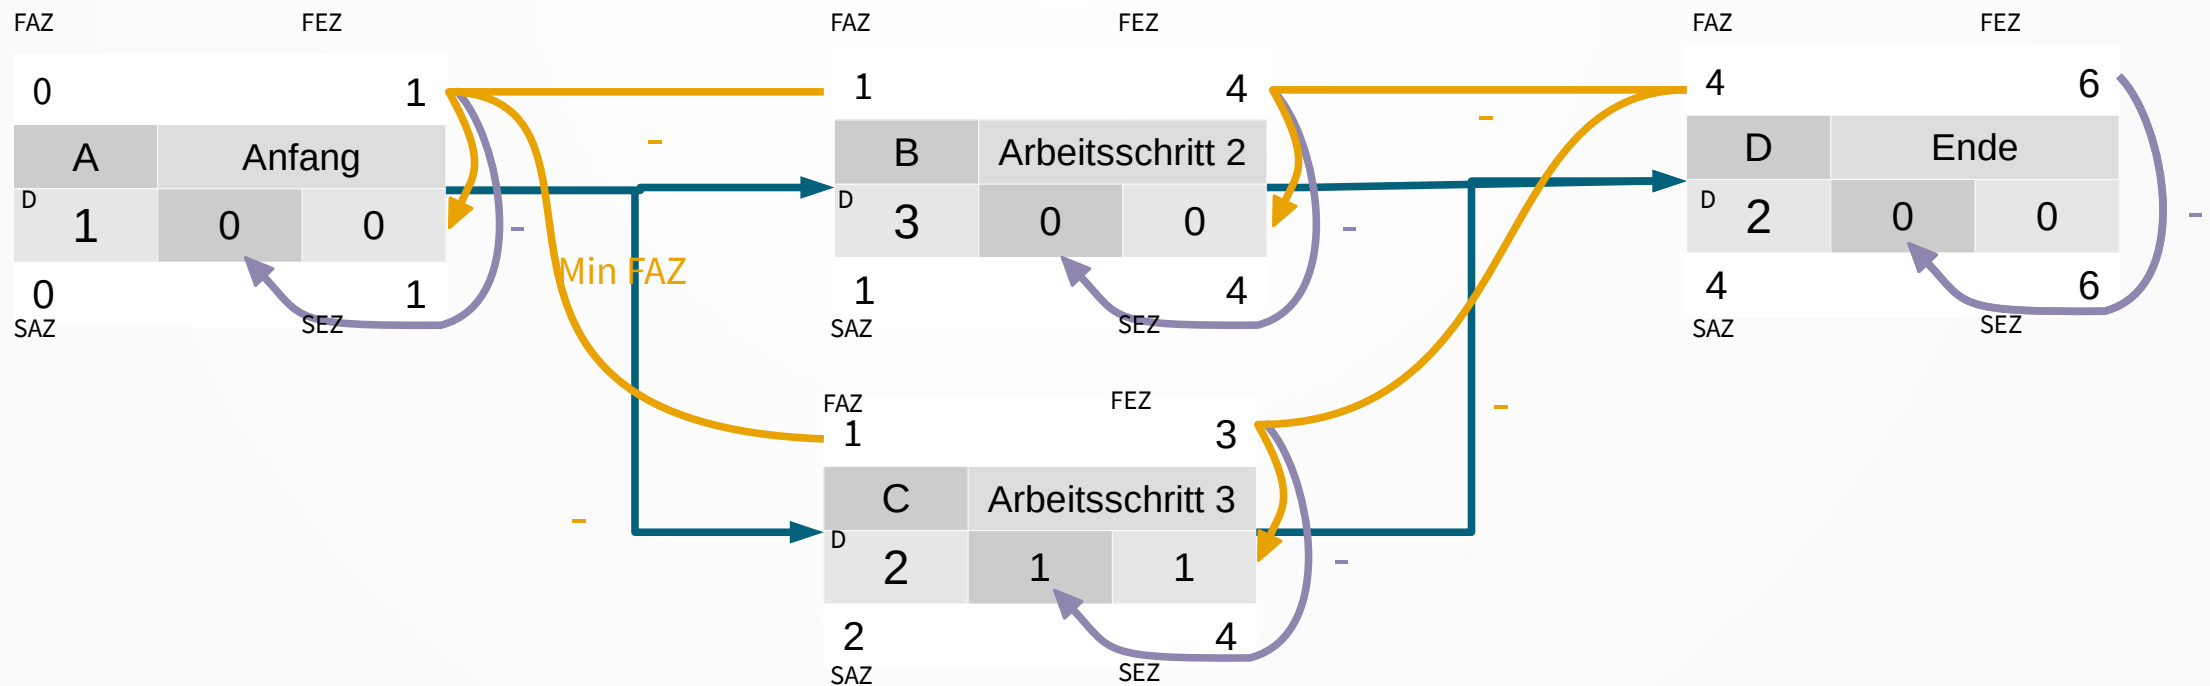 FAZ FEZ
0 1
A Anfang
D 1 0 0
0 1
SAZ SEZ
-
-
Min FAZ
-
FAZ FEZ
1 4
B Arbeitsschritt 2
D 3 0 0
1 4
SAZ SEZ
-
-
FAZ FEZ
1 3
C Arbeitsschritt 3
D 2 1 1
2 4
SAZ SEZ
-
-
FAZ FEZ
4 6
D Ende
D 2 0 0
4 6
SAZ SEZ
-